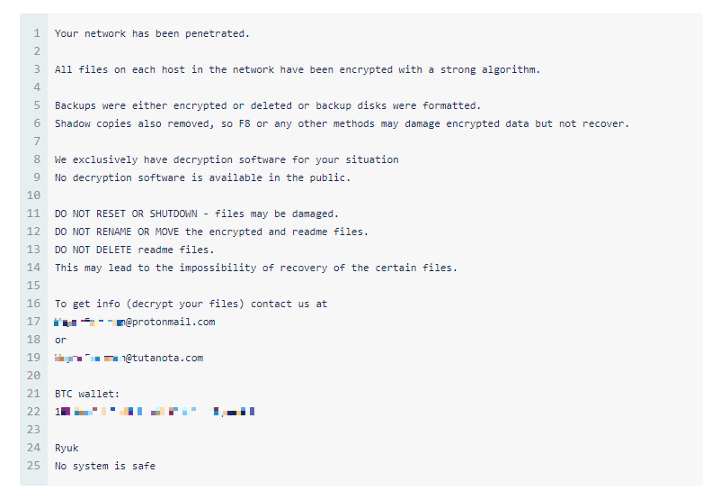 1 Your network has been penetrated.
2
3 All files on each host in the network have been encrypted with a strong algorithm.
4
5 Backups were either encrypted or deleted or backup disks were formatted.
6 Shadow copies also removed, so F8 or any other methods may damage encrypted data but not recover.
7
8 We exclusively have decryption software for your situation
9 No decryption software is available in the public.
10
11 DO NOT RESET OR SHUTDOWN - files may be damaged.
12 DO NOT RENAME OR MOVE the encrypted and readme files.
13 DO NOT DELETE readme files.
14 This may lead to the impossibility of recovery of the certain files.
15
16 To get info (decrypt your files) contact us at
17 @protonmail.com
18 or
19 @tutanota.com
20
21 BTC wallet:
22
23
24 Ryuk
25 No system is safe